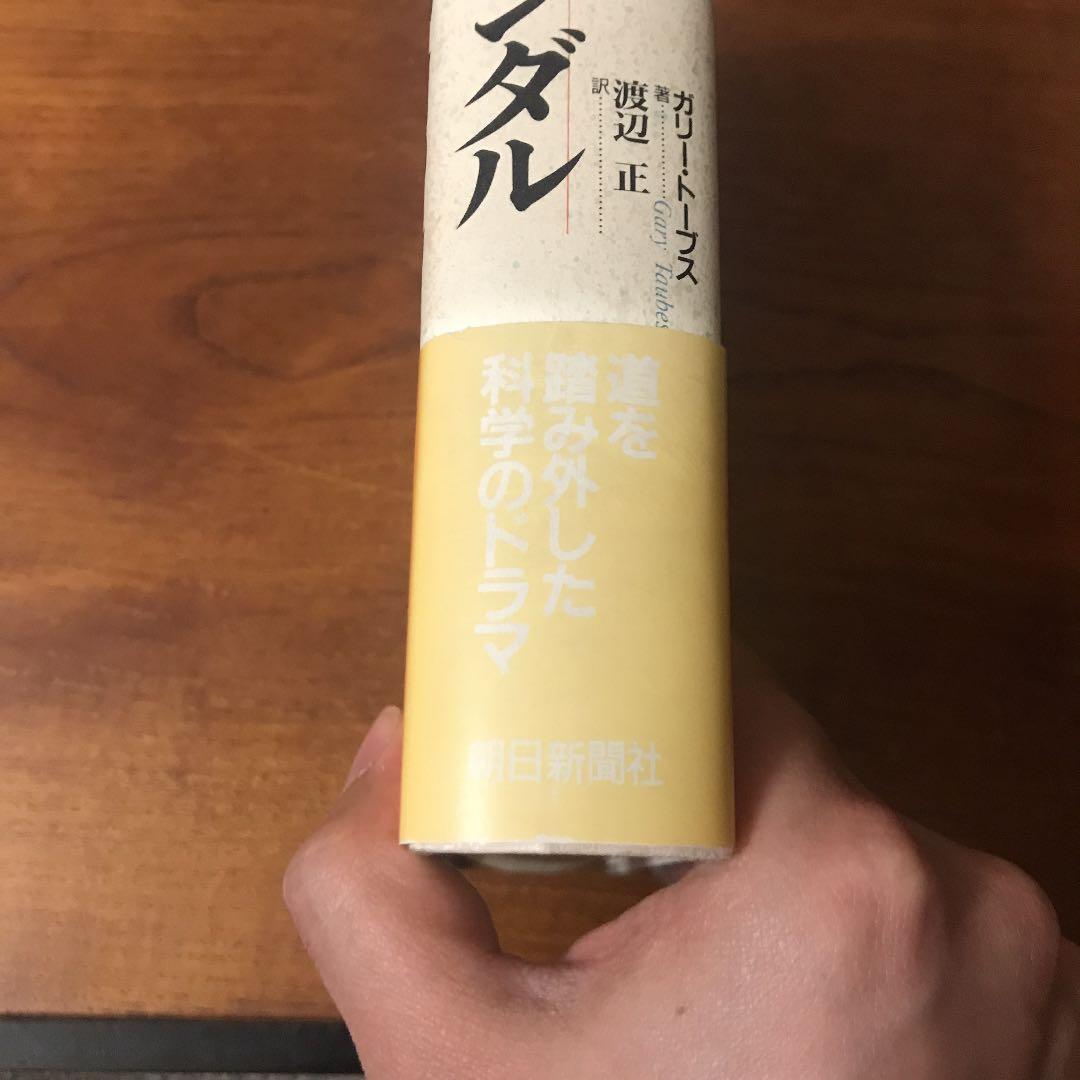 ンダル
ガリー・トーブス
著
Gary Taubes
渡辺 正
訳
道を
踏み外した
科学のドラマ
朝日新聞社